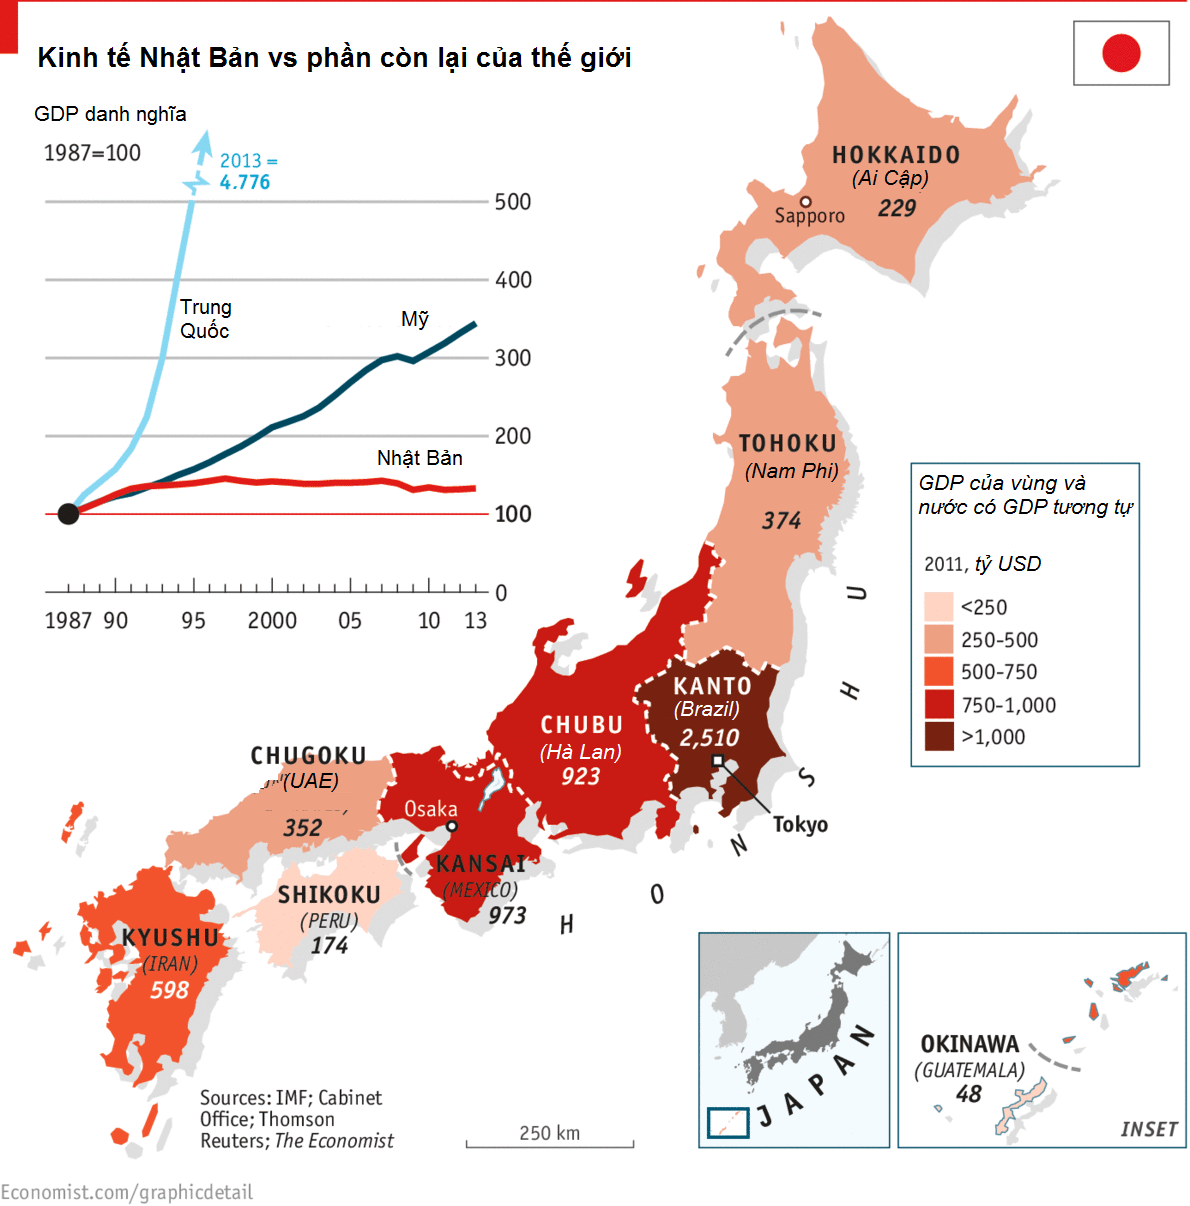 Kinh tế Nhật Bản vs phần còn lại của thế giới
GDP danh nghĩa
1987=100
2013 =
4.776
500
400
300
200
100
0
Trung
Quốc
Mỹ
Nhật Bản
1987 90 95 2000 05 10 13
HOKKAIDO
(Ai Cập)
229
Sapporo
TOHOKU
(Nam Phi)
374
GDP của vùng và
nước có GDP tương tự
2011, tỷ USD
<250
250-500
500-750
750-1,000
>1,000
KANTO
(Brazil)
2,510
Tokyo
CHUBU
(Hà Lan)
923
CHUGOKU
(UAE)
352
Osaka
KANSAI
(MEXICO)
973
SHIKOKU
(PERU)
174
KYUSHU
(IRAN)
598
HONSHU
JAPAN
OKINAWA
(GUATEMALA)
48
INSET
Sources: IMF; Cabinet
Office; Thomson
Reuters; The Economist
250 km
Economist.com/graphicdetail